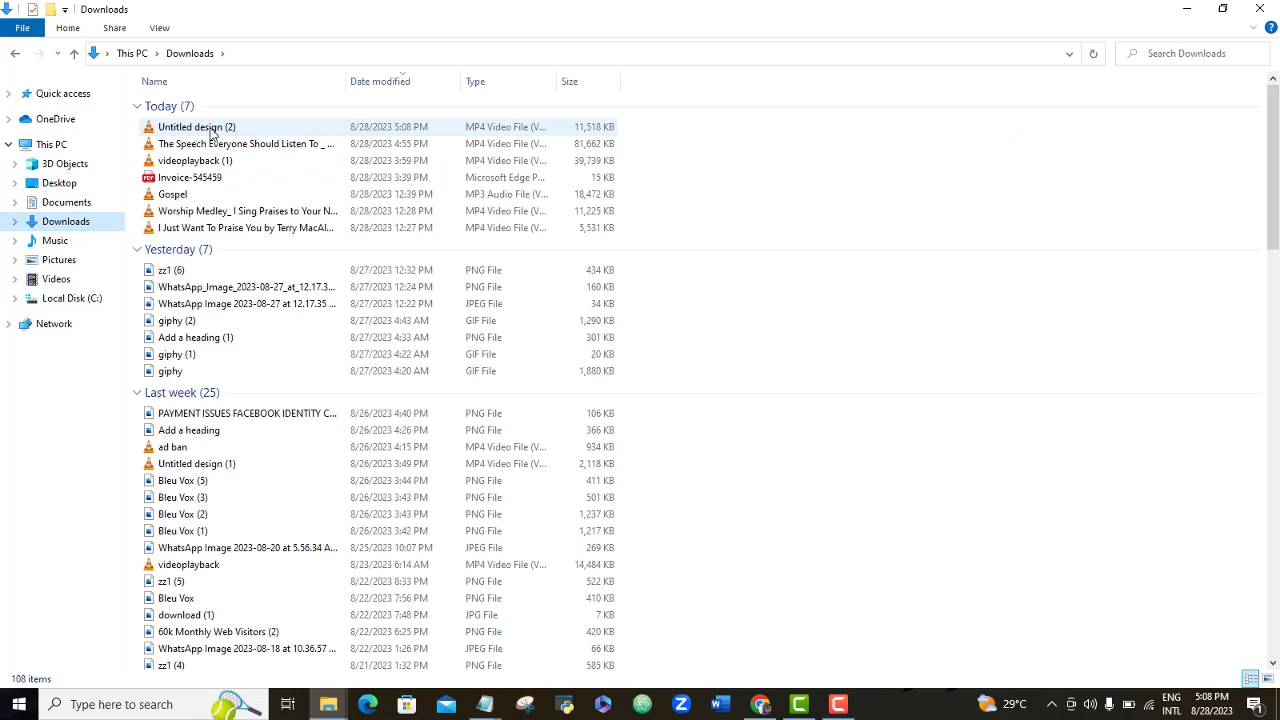 Downloads
File Home Share View
This PC Downloads
Search Downloads
Name Date modified Type Size
Quick access
OneDrive
This PC
3D Objects
Desktop
Documents
Downloads
Music
Pictures
Videos
Local Disk (C:)
Network
Today (7)
Untitled design (2) 8/28/2023 5:08 PM MP4 Video File (V... 11,518 KB
The Speech Everyone Should Listen To _ ... 8/28/2023 4:55 PM MP4 Video File (V... 81,662 KB
videoplayback (1) 8/28/2023 3:59 PM MP4 Video File (V... 39,739 KB
PDF Invoice-545459 8/28/2023 3:39 PM Microsoft Edge P... 15 KB
Gospel 8/28/2023 12:39 PM MP3 Audio File (V... 18,472 KB
Worship Medley_ I Sing Praises to Your N... 8/28/2023 12:28 PM MP4 Video File (V... 11,225 KB
I Just Want To Praise You by Terry MacAl... 8/28/2023 12:27 PM MP4 Video File (V... 5,531 KB
Yesterday (7)
zz1 (6) 8/27/2023 12:32 PM PNG File 434 KB
WhatsApp_Image_2023-08-27_at_12.17.3... 8/27/2023 12:24 PM PNG File 160 KB
WhatsApp Image 2023-08-27 at 12.17.35 ... 8/27/2023 12:22 PM JPEG File 34 KB
giphy (2) 8/27/2023 4:43 AM GIF File 1,290 KB
Add a heading (1) 8/27/2023 4:33 AM PNG File 301 KB
giphy (1) 8/27/2023 4:22 AM GIF File 20 KB
giphy 8/27/2023 4:20 AM GIF File 1,880 KB
Last week (25)
PAYMENT ISSUES FACEBOOK IDENTITY C... 8/26/2023 4:40 PM PNG File 106 KB
Add a heading 8/26/2023 4:26 PM PNG File 366 KB
ad ban 8/26/2023 4:15 PM MP4 Video File (V... 934 KB
Untitled design (1) 8/26/2023 3:49 PM MP4 Video File (V... 2,118 KB
Bleu Vox (5) 8/26/2023 3:44 PM PNG File 411 KB
Bleu Vox (3) 8/26/2023 3:43 PM PNG File 501 KB
Bleu Vox (2) 8/26/2023 3:43 PM PNG File 1,237 KB
Bleu Vox (1) 8/26/2023 3:42 PM PNG File 1,217 KB
WhatsApp Image 2023-08-20 at 5.56.34 A... 8/25/2023 10:07 PM JPEG File 269 KB
videoplayback 8/23/2023 6:14 AM MP4 Video File (V... 14,484 KB
zz1 (5) 8/22/2023 8:33 PM PNG File 522 KB
Bleu Vox 8/22/2023 7:56 PM PNG File 410 KB
download (1) 8/22/2023 7:48 PM JPG File 7 KB
60k Monthly Web Visitors (2) 8/22/2023 6:25 PM PNG File 420 KB
WhatsApp Image 2023-08-18 at 10.36.57 ... 8/22/2023 1:26 PM JPEG File 66 KB
zz1 (4) 8/21/2023 1:32 PM PNG File 585 KB
108 items
Type here to search
29°C
ENG
INTL
5:08 PM
8/28/2023